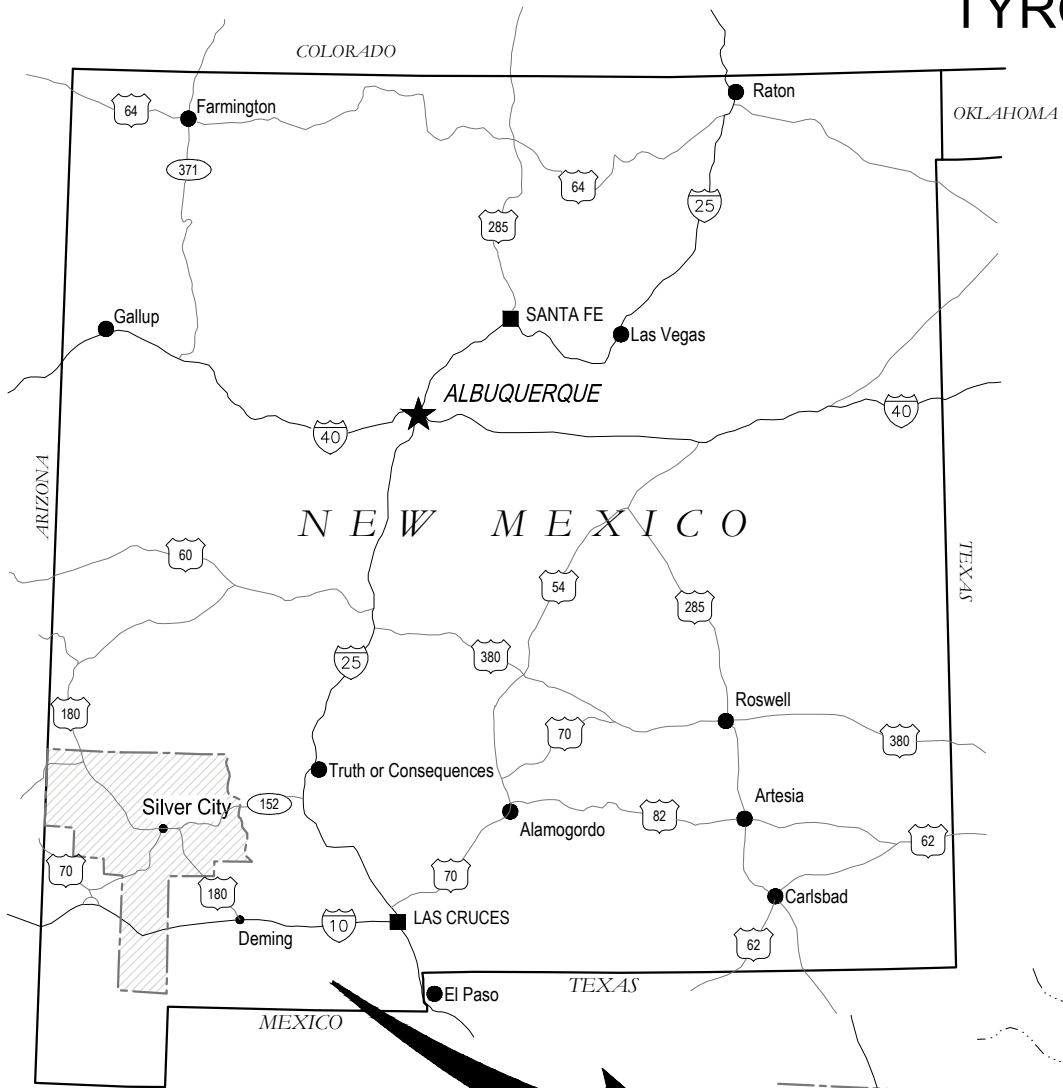 COLORADO
64
Farmington
Raton
OKLAHOMA
371
64
25
285
Gallup
SANTA FE
Las Vegas
ALBUQUERQUE
40
40
ARIZONA
NEW MEXICO
60
TEXAS
54
285
25
380
180
Roswell
70
380
Truth or Consequences
Silver City
152
Artesia
82
Alamogordo
62
70
70
180
Carlsbad
LAS CRUCES
10
Deming
62
El Paso
TEXAS
MEXICO